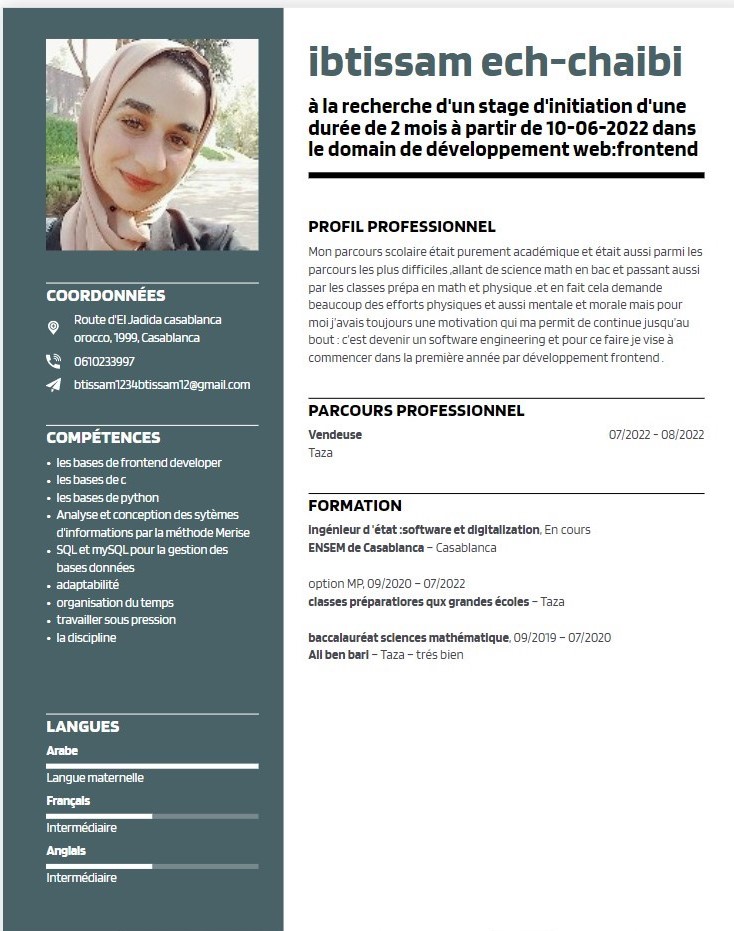 ibtissam ech-chaibi
à la recherche d'un stage d'initiation d'une
durée de 2 mois à partir de 10-06-2022 dans
le domain de développement web:frontend
COORDONNÉES
Route d'El Jadida casablanca
orocco, 1999, Casablanca
0610233997
btissam1234btissam12@gmail.com
COMPÉTENCES
• les bases de frontend developer
• les bases de c
• les bases de python
• Analyse et conception des sytèmes
d'informations par la méthode Merise
• SQL et mySQL pour la gestion des
bases données
• adaptabilité
• organisation du temps
• travailler sous pression
• la discipline
LANGUES
Arabe
Langue maternelle
Français
Intermédiaire
Anglais
Intermédiaire
PROFIL PROFESSIONNEL
Mon parcours scolaire était purement académique et était aussi parmi les
parcours les plus difficiles ,allant de science math en bac et passant aussi
par les classes prépa en math et physique .et en fait cela demande
beaucoup des efforts physiques et aussi mentale et morale mais pour
moi j'avais toujours une motivation qui ma permit de continue jusqu'au
bout : c'est devenir un software engineering et pour ce faire je vise à
commencer dans la première année par développement frontend .
PARCOURS PROFESSIONNEL
Vendeuse 07/2022 - 08/2022
Taza
FORMATION
ingénieur d 'état :software et digitalization, En cours
ENSEM de Casablanca – Casablanca
option MP, 09/2020 – 07/2022
classes préparatiores qux grandes écoles – Taza
baccalauréat sciences mathématique, 09/2019 – 07/2020
Ali ben bari – Taza – trés bien